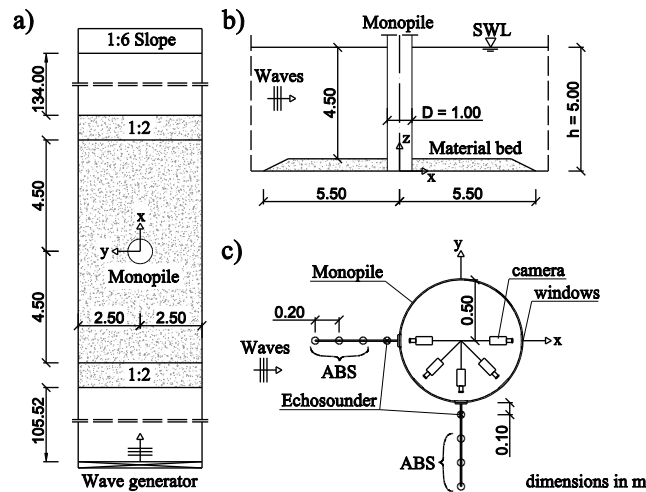 a)
1:6 Slope
134.00
1:2
4.50
x
y
Monopile
4.50
2.50 2.50
1:2
105.52
Wave generator
b)
Monopile
SWL
Waves
4.50
D = 1.00
h = 5.00
z
Material bed
x
5.50 5.50
c)
y
Monopile
camera
windows
0.50
0.20
x
Waves
ABS
Echosounder
0.10
ABS
dimensions in m